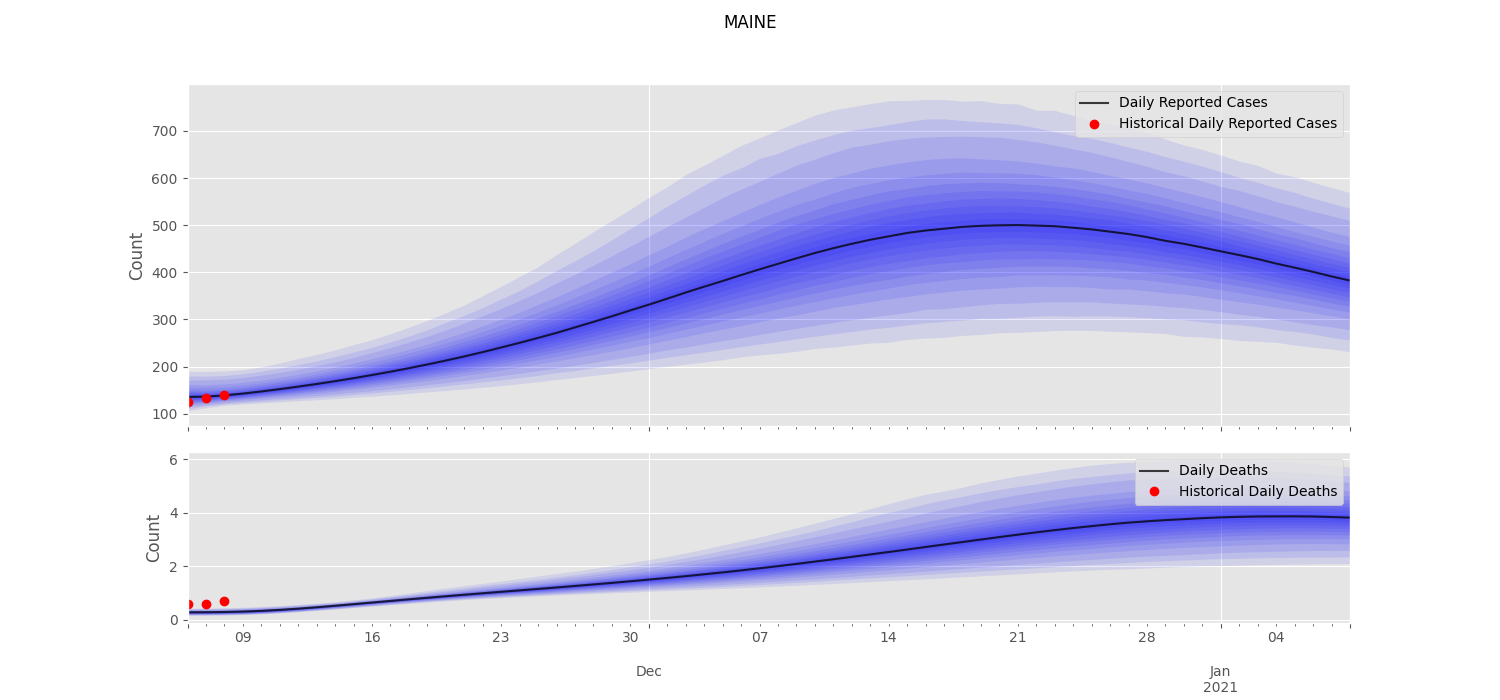 MAINE
Daily Reported Cases
Historical Daily Reported Cases
700
600
500
400
300
200
100
Count
Daily Deaths
Historical Daily Deaths
6
4
2
0
Count
09 16 23 30 07 14 21 28 04
Dec Jan
2021